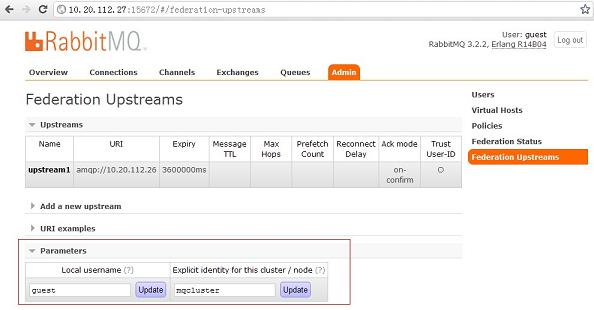 10.20.112.27:15672/#/federation-upstreams
RabbitMQ
User: guest
RabbitMQ 3.2.2, Erlang R14B04
Log out
Overview Connections Channels Exchanges Queues Admin
Federation Upstreams
Users
Virtual Hosts
Policies
Federation Status
Federation Upstreams
Upstreams
Name URI Expiry Message TTL Max Hops Prefetch Count Reconnect Delay Ack mode Trust User-ID
upstream1 amqp://10.20.112.26 3600000ms on-confirm ○
Add a new upstream
URI examples
Parameters
Local username (?) Explicit identity for this cluster / node (?)
guest Update mqcluster Update